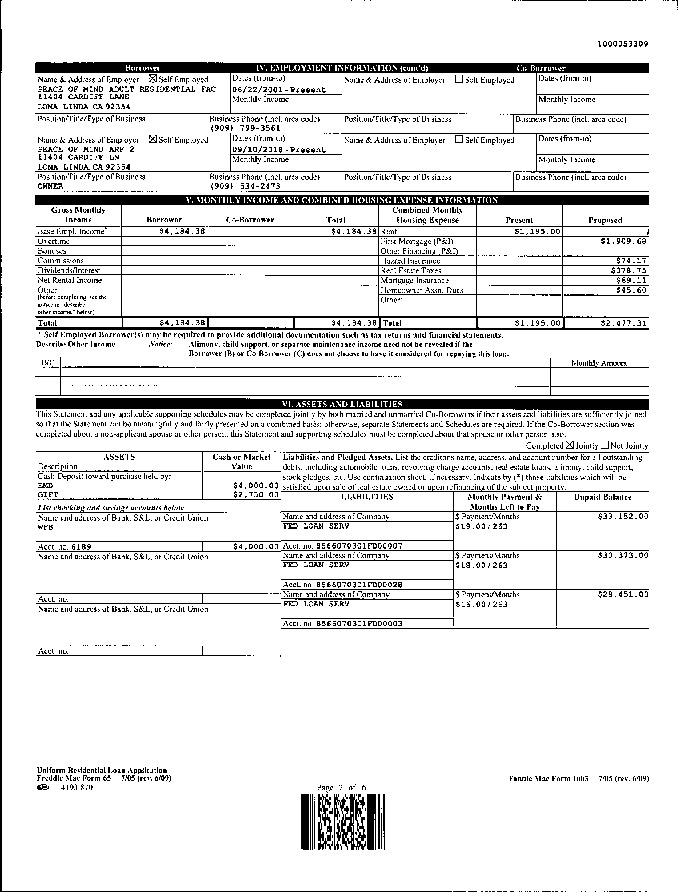 1000353309
Borrower IV. EMPLOYMENT INFORMATION (cont'd) Co-Borrower
Name & Address of Employer ☒ Self Employed Dates (from-to) Name & Address of Employer ☐ Self Employed Dates (from-to)
PEACE OF MIND ADULT RESIDENTIAL FAC 06/22/2001-Present
11404 CARDIFF LANE Monthly Income Monthly Income
LOMA LINDA CA 92354
Position/Title/Type of Business Business Phone (incl. area code) Position/Title/Type of Business Business Phone (incl. area code)
(909) 799-3561
Name & Address of Employer ☒ Self Employed Dates (from-to) Name & Address of Employer ☐ Self Employed Dates (from-to)
PEACE OF MIND ARF 2 09/10/2018-Present
11404 CARDIFF LN Monthly Income Monthly Income
LOMA LINDA, CA 92354
Position/Title/Type of Business Business Phone (incl. area code) Position/Title/Type of Business Business Phone (incl. area code)
OWNER (909) 534-2473
V. MONTHLY INCOME AND COMBINED HOUSING EXPENSE INFORMATION
Gross Monthly Combined Monthly
Income Borrower Co-Borrower Total Housing Expense Present Proposed
Base Empl. Income* $4,184.38 $4,184.38 Rent $1,195.00
Overtime First Mortgage (P&I) $1,909.68
Bonuses Other Financing (P&I)
Commissions Hazard Insurance $74.17
Dividends/Interest Real Estate Taxes $378.75
Net Rental Income Mortgage Insurance $69.11
Other Homeowner Assn. Dues $45.60
(before completing, see the Other:
notice in "describe
other income," below)
Total $4,184.38 $4,184.38 Total $1,195.00 $2,477.31
* Self Employed Borrower(s) may be required to provide additional documentation such as tax returns and financial statements.
Describe Other Income Notice: Alimony, child support, or separate maintenance income need not be revealed if the
Borrower (B) or Co-Borrower (C) does not choose to have it considered for repaying this loan.
B/C Monthly Amount
VI. ASSETS AND LIABILITIES
This Statement and any applicable supporting schedules may be completed jointly by both married and unmarried Co-Borrowers if their assets and liabilities are sufficiently joined
so that the Statement can be meaningfully and fairly presented on a combined basis; otherwise, separate Statements and Schedules are required. If the Co-Borrower section was
completed about a non-applicant spouse or other person, this Statement and supporting schedules must be completed about that spouse or other person also.
Completed ☒ Jointly ☐ Not Jointly
ASSETS Cash or Market Liabilities and Pledged Assets. List the creditor's name, address, and account number for all outstanding
Description Value debts, including automobile loans, revolving charge accounts, real estate loans, alimony, child support,
Cash Deposit toward purchase held by: stock pledges, etc. Use continuation sheet, if necessary. Indicate by (*) those liabilities which will be
EMD $4,000.00 satisfied upon sale of real estate owned or upon refinancing of the subject property.
GIFT $2,750.00 LIABILITIES Monthly Payment & Unpaid Balance
List checking and savings accounts below Months Left to Pay
Name and address of Bank, S&L, or Credit Union Name and address of Company $ Payment/Months $33,152.00
WFB FED LOAN SERV $19.00/263
Acct. no. 6189 $4,000.00 Acct. no. 8566070301FD00007
Name and address of Bank, S&L, or Credit Union Name and address of Company $ Payment/Months $30,373.00
FED LOAN SERV $18.00/263
Acct. no. 8566070301FD00028
Acct. no. Name and address of Company $ Payment/Months $28,451.00
Name and address of Bank, S&L, or Credit Union FED LOAN SERV $16.00/263
Acct. no. 8566070301FD00003
Acct. no.
Uniform Residential Loan Application
Freddie Mac Form 65 7/05 (rev. 6/09) Fannie Mae Form 1003 7/05 (rev. 6/09)
Page 2 of 6